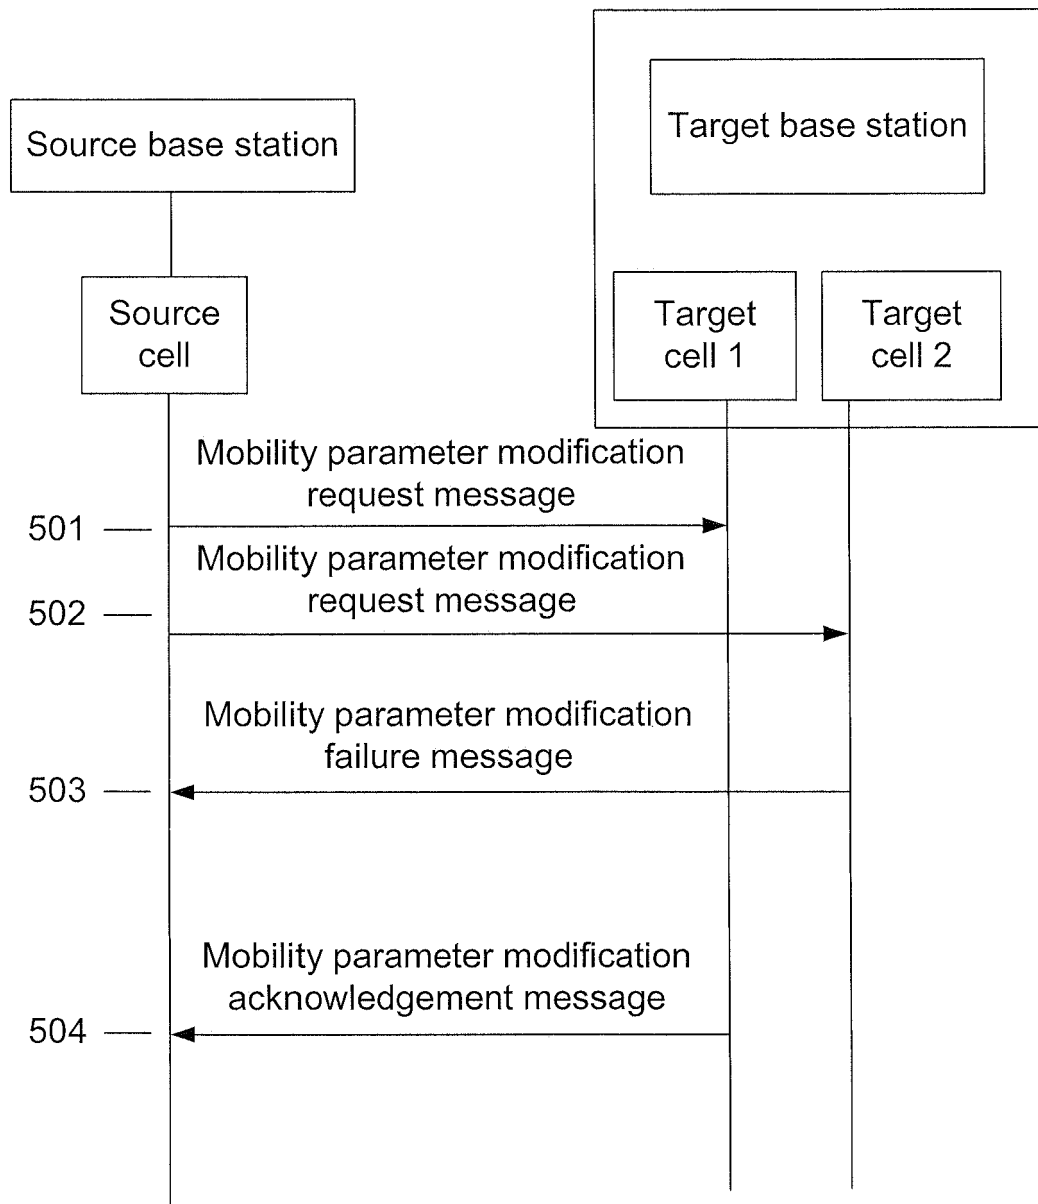 Source base station
Target base station
Source
cell
Target
cell 1
Target
cell 2
Mobility parameter modification
request message
501
Mobility parameter modification
request message
502
Mobility parameter modification
failure message
503
Mobility parameter modification
acknowledgement message
504